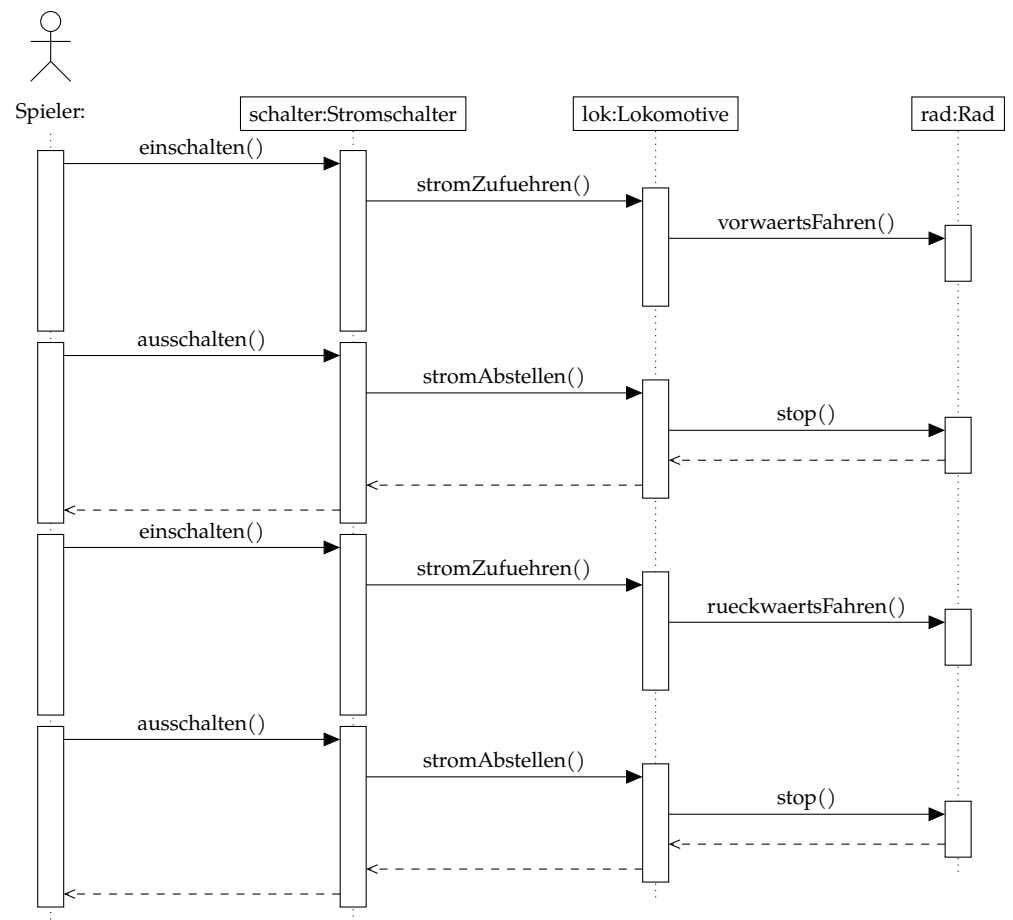 Spieler:
schalter:Stromschalter
lok:Lokomotive
rad:Rad
einschalten()
stromZufuehren()
vorwaertsFahren()
ausschalten()
stromAbstellen()
stop()
einschalten()
stromZufuehren()
rueckwaertsFahren()
ausschalten()
stromAbstellen()
stop()